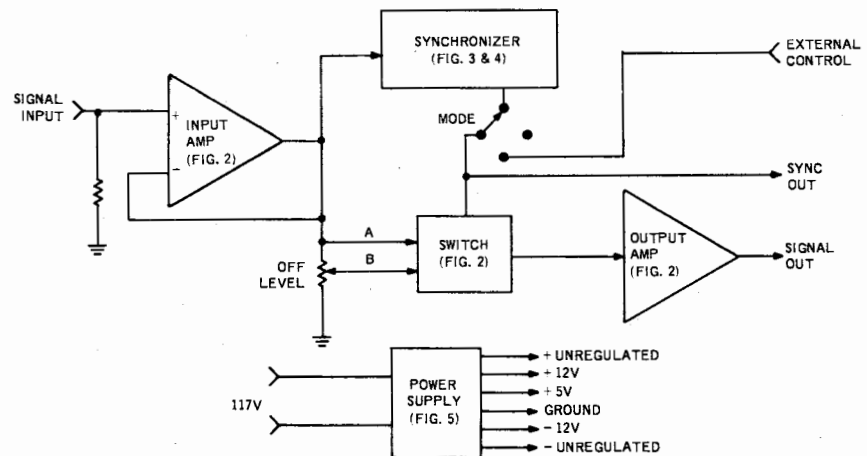 SYNCHRONIZER
(FIG. 3 & 4)
EXTERNAL
CONTROL
SIGNAL
INPUT
+
INPUT
AMP
(FIG. 2)
−
MODE
SYNC
OUT
A
SWITCH
(FIG. 2)
B
OFF
LEVEL
OUTPUT
AMP
(FIG. 2)
SIGNAL
OUT
117V
POWER
SUPPLY
(FIG. 5)
+ UNREGULATED
+ 12V
+ 5V
GROUND
− 12V
− UNREGULATED